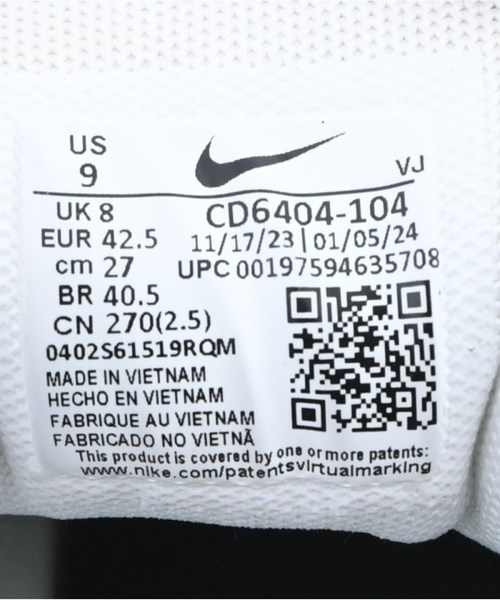 US
9
VJ
UK 8
CD6404-104
EUR 42.5
11/17/23 | 01/05/24
cm 27
UPC 00197594635708
BR 40.5
CN 270(2.5)
0402S61519RQM
MADE IN VIETNAM
HECHO EN VIETNAM
FABRIQUE AU VIETNAM
FABRICADO NO VIETNÃ
This product is covered by one or more patents:
www.nike.com/patentsvirtualmarking